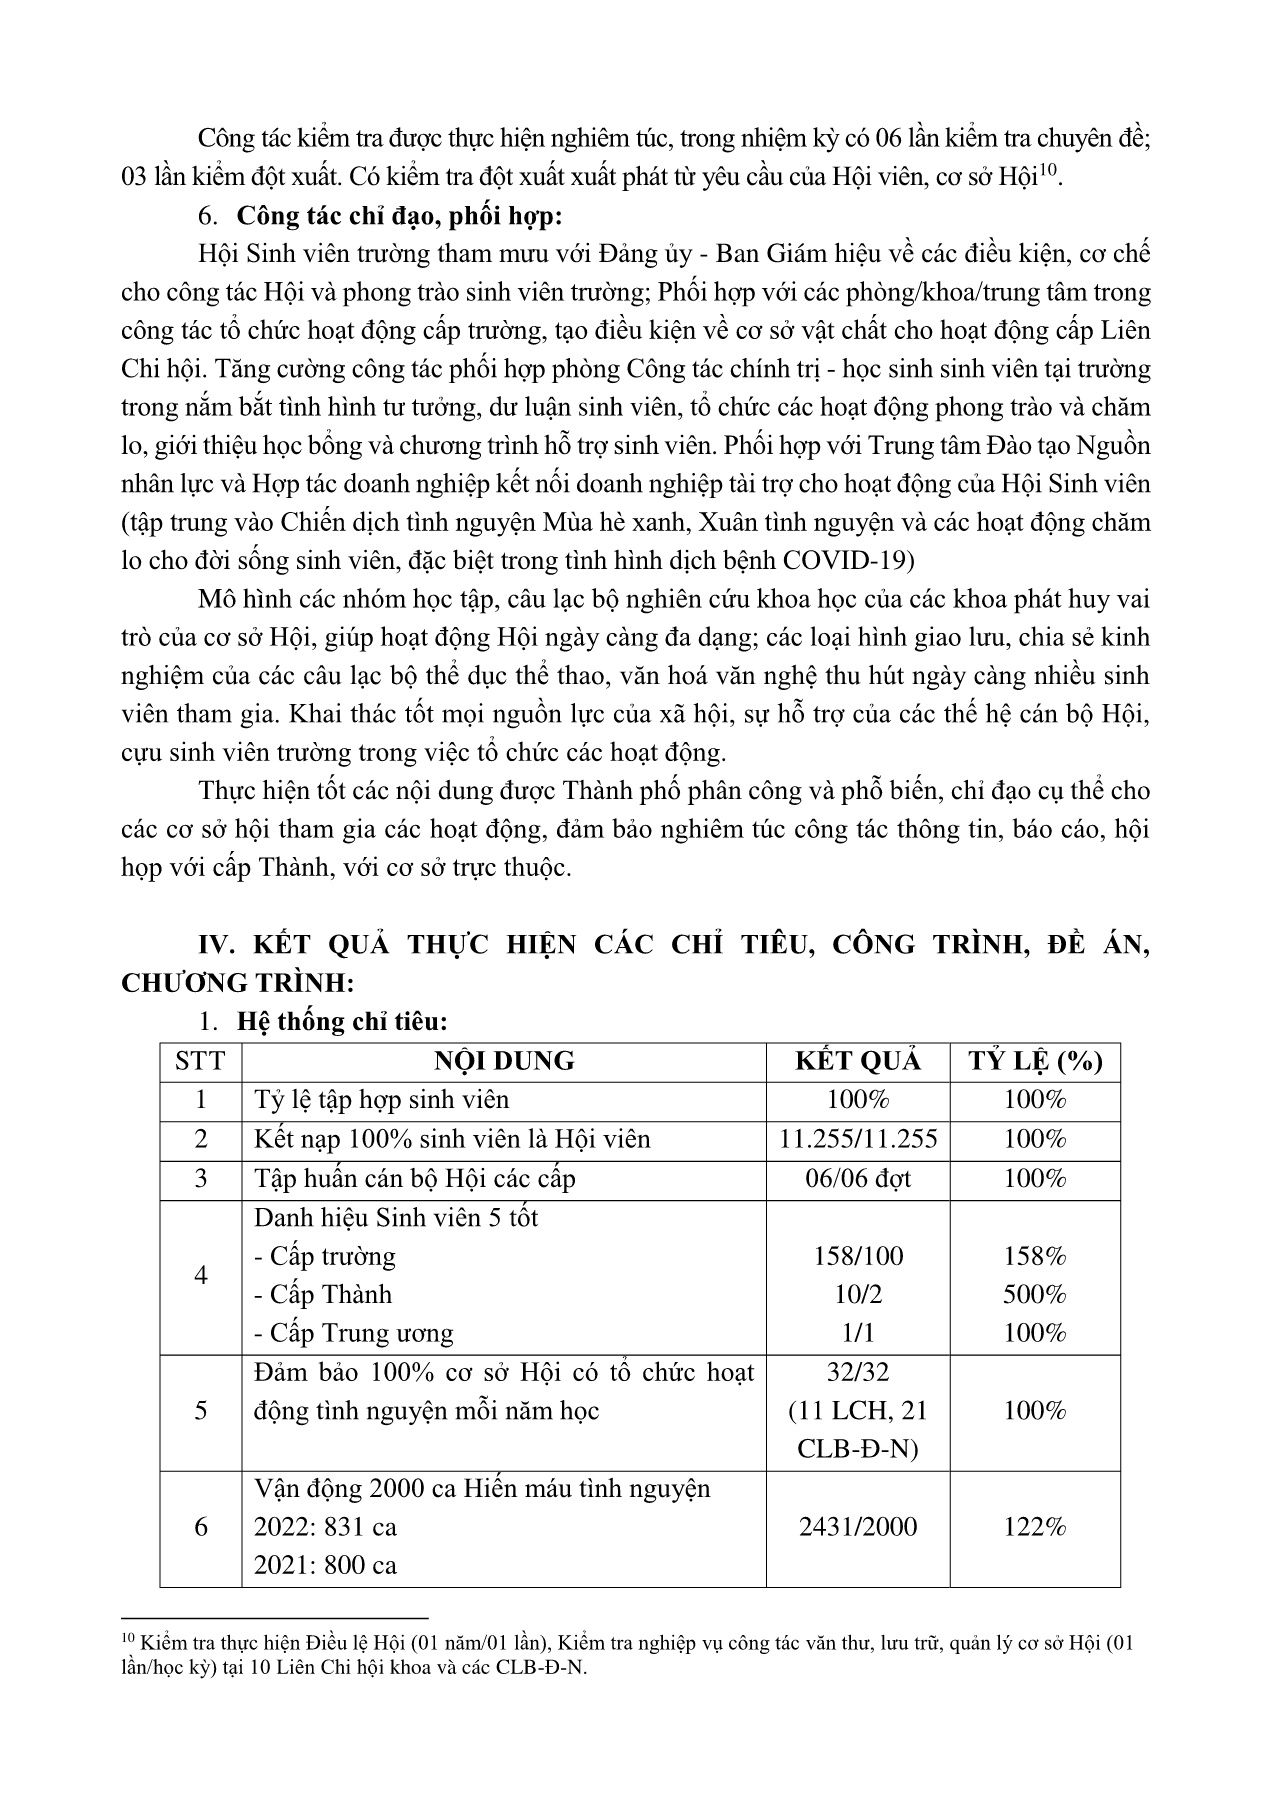 Công tác kiểm tra được thực hiện nghiêm túc, trong nhiệm kỳ có 06 lần kiểm tra chuyên đề;
03 lần kiểm đột xuất. Có kiểm tra đột xuất xuất phát từ yêu cầu của Hội viên, cơ sở Hội¹⁰.
6. Công tác chỉ đạo, phối hợp:
Hội Sinh viên trường tham mưu với Đảng ủy - Ban Giám hiệu về các điều kiện, cơ chế
cho công tác Hội và phong trào sinh viên trường; Phối hợp với các phòng/khoa/trung tâm trong
công tác tổ chức hoạt động cấp trường, tạo điều kiện về cơ sở vật chất cho hoạt động cấp Liên
Chi hội. Tăng cường công tác phối hợp phòng Công tác chính trị - học sinh sinh viên tại trường
trong nắm bắt tình hình tư tưởng, dư luận sinh viên, tổ chức các hoạt động phong trào và chăm
lo, giới thiệu học bổng và chương trình hỗ trợ sinh viên. Phối hợp với Trung tâm Đào tạo Nguồn
nhân lực và Hợp tác doanh nghiệp kết nối doanh nghiệp tài trợ cho hoạt động của Hội Sinh viên
(tập trung vào Chiến dịch tình nguyện Mùa hè xanh, Xuân tình nguyện và các hoạt động chăm
lo cho đời sống sinh viên, đặc biệt trong tình hình dịch bệnh COVID-19)
Mô hình các nhóm học tập, câu lạc bộ nghiên cứu khoa học của các khoa phát huy vai
trò của cơ sở Hội, giúp hoạt động Hội ngày càng đa dạng; các loại hình giao lưu, chia sẻ kinh
nghiệm của các câu lạc bộ thể dục thể thao, văn hoá văn nghệ thu hút ngày càng nhiều sinh
viên tham gia. Khai thác tốt mọi nguồn lực của xã hội, sự hỗ trợ của các thế hệ cán bộ Hội,
cựu sinh viên trường trong việc tổ chức các hoạt động.
Thực hiện tốt các nội dung được Thành phố phân công và phỗ biến, chỉ đạo cụ thể cho
các cơ sở hội tham gia các hoạt động, đảm bảo nghiêm túc công tác thông tin, báo cáo, hội
họp với cấp Thành, với cơ sở trực thuộc.
IV. KẾT QUẢ THỰC HIỆN CÁC CHỈ TIÊU, CÔNG TRÌNH, ĐỀ ÁN,
CHƯƠNG TRÌNH:
1. Hệ thống chỉ tiêu:
STT NỘI DUNG KẾT QUẢ TỶ LỆ (%)
1 Tỷ lệ tập hợp sinh viên 100% 100%
2 Kết nạp 100% sinh viên là Hội viên 11.255/11.255 100%
3 Tập huấn cán bộ Hội các cấp 06/06 đợt 100%
Danh hiệu Sinh viên 5 tốt
- Cấp trường 158/100 158%
4
- Cấp Thành 10/2 500%
- Cấp Trung ương 1/1 100%
Đảm bảo 100% cơ sở Hội có tổ chức hoạt 32/32
5 động tình nguyện mỗi năm học (11 LCH, 21 100%
CLB-Đ-N)
Vận động 2000 ca Hiến máu tình nguyện
6 2022: 831 ca 2431/2000 122%
2021: 800 ca
¹⁰ Kiểm tra thực hiện Điều lệ Hội (01 năm/01 lần), Kiểm tra nghiệp vụ công tác văn thư, lưu trữ, quản lý cơ sở Hội (01
lần/học kỳ) tại 10 Liên Chi hội khoa và các CLB-Đ-N.